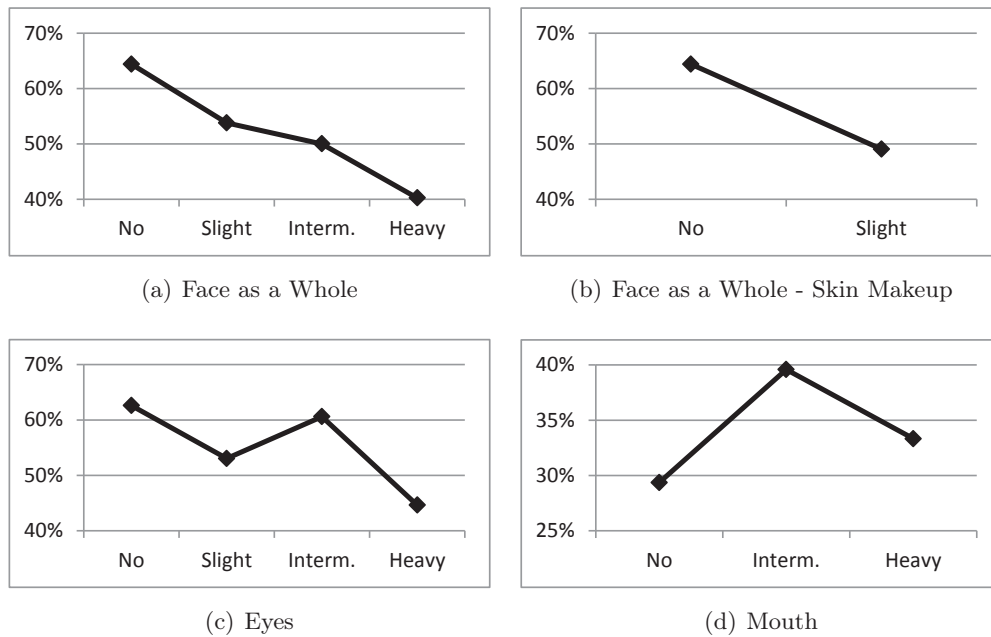 70%
60%
50%
40%
No Slight Interm. Heavy
(a) Face as a Whole
70%
60%
50%
40%
No Slight
(b) Face as a Whole - Skin Makeup
70%
60%
50%
40%
No Slight Interm. Heavy
(c) Eyes
40%
35%
30%
25%
No Interm. Heavy
(d) Mouth